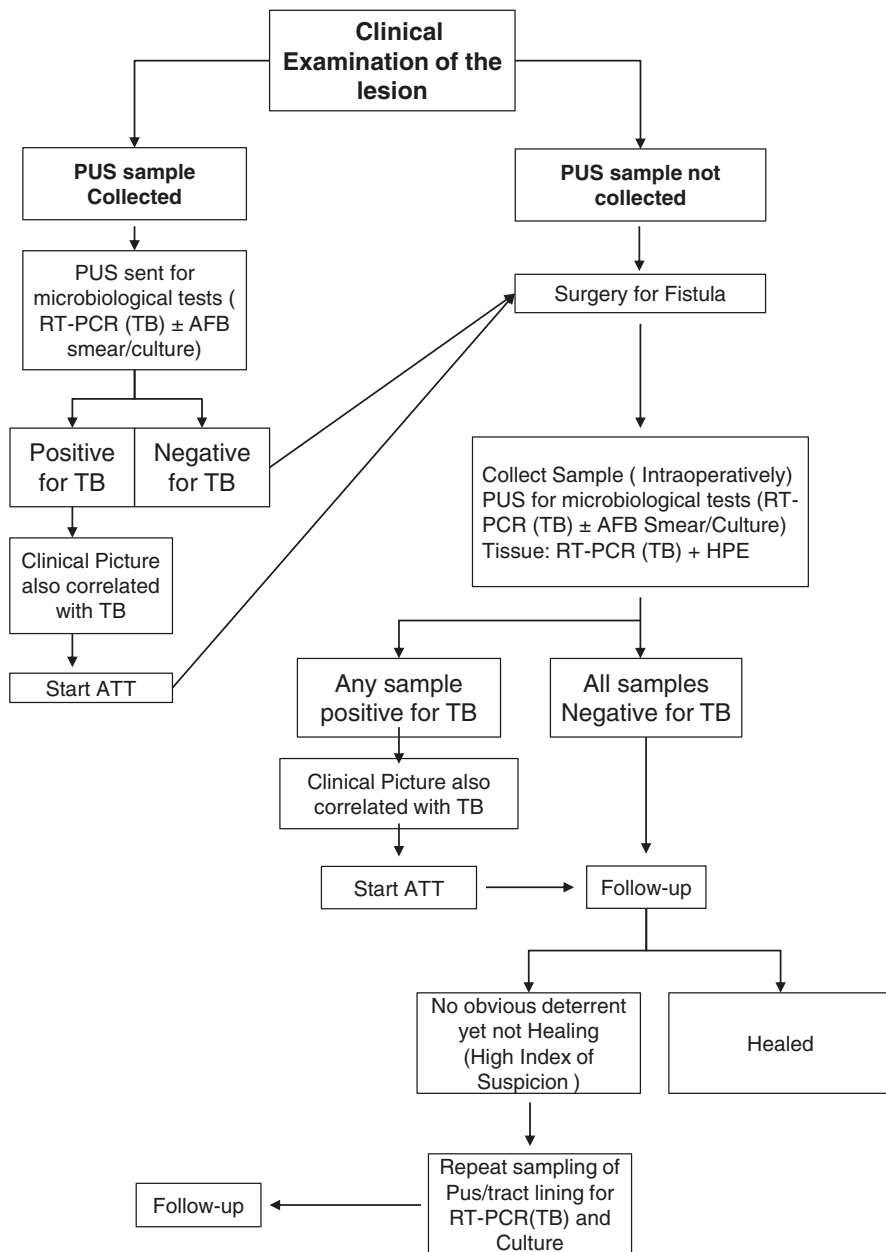 Clinical
Examination of the
lesion
PUS sample
Collected
PUS sample not
collected
PUS sent for
microbiological tests (
RT-PCR (TB) ± AFB
smear/culture)
Surgery for Fistula
Positive
for TB
Negative
for TB
Collect Sample ( Intraoperatively)
PUS for microbiological tests (RT-
PCR (TB) ± AFB Smear/Culture)
Tissue: RT-PCR (TB) + HPE
Clinical Picture
also correlated
with TB
Start ATT
Any sample
positive for TB
All samples
Negative for TB
Clinical Picture also
correlated with TB
Start ATT
Follow-up
No obvious deterrent
yet not Healing
(High Index of
Suspicion )
Healed
Repeat sampling of
Pus/tract lining for
RT-PCR(TB) and
Culture
Follow-up